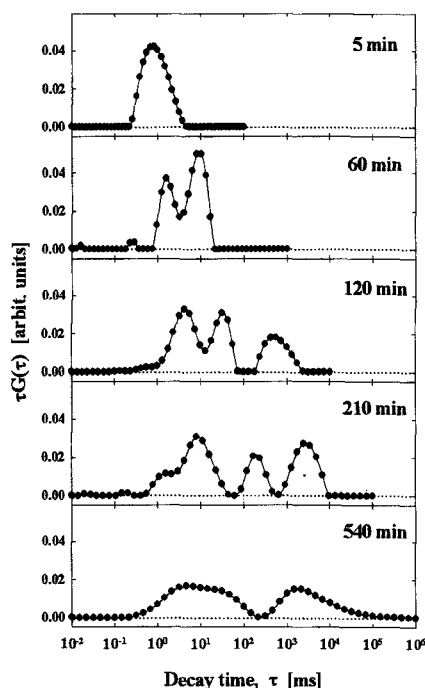 5 min
0.04
0.02
0.00
60 min
0.04
0.02
0.00
120 min
0.04
0.02
0.00
210 min
0.04
0.02
0.00
540 min
0.04
0.02
0.00
τG(τ) [arbit. units]
10⁻² 10⁻¹ 10⁰ 10¹ 10² 10³ 10⁴ 10⁵ 10⁶
Decay time, τ [ms]